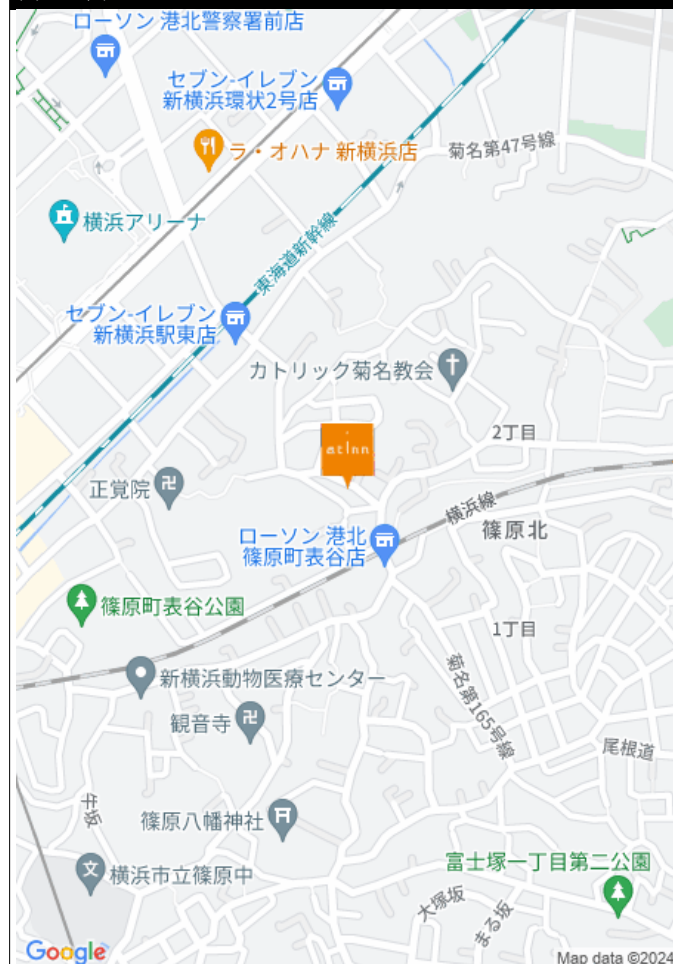 ローソン 港北警察署前店
セブン-イレブン
新横浜環状2号店
ラ・オハナ 新横浜店
菊名第47号線
横浜アリーナ
東海道新幹線
セブン-イレブン
新横浜駅東店
カトリック菊名教会
2丁目
at inn
正覚院
横浜線
ローソン 港北
篠原町表谷店
篠原北
篠原町表谷公園
1丁目
新横浜動物医療センター
菊名第165号線
観音寺
尾根道
牛坂
篠原八幡神社
富士塚一丁目第二公園
横浜市立篠原中
大塚坂
まる坂
Google
Map data ©2024